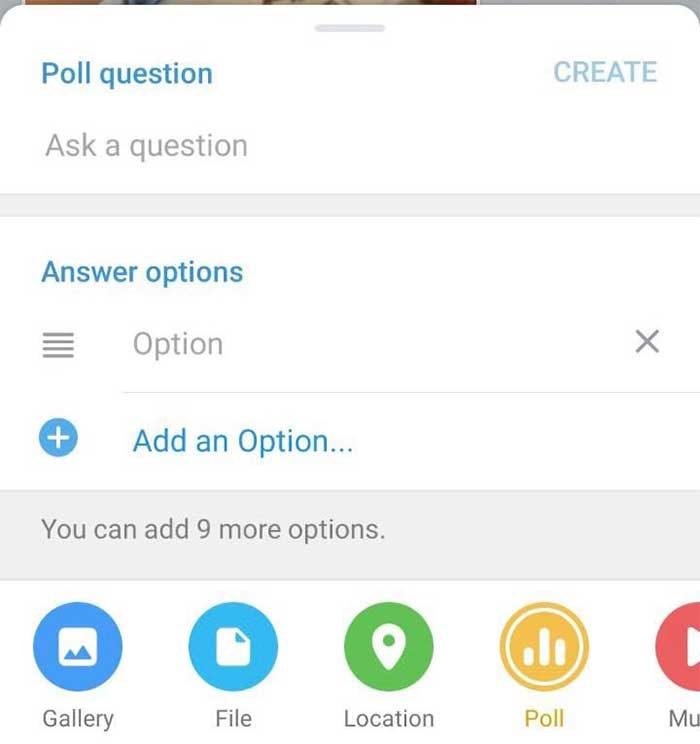 Poll question
CREATE
Ask a question
Answer options
Option
Add an Option...
You can add 9 more options.
Gallery
File
Location
Poll
Mu